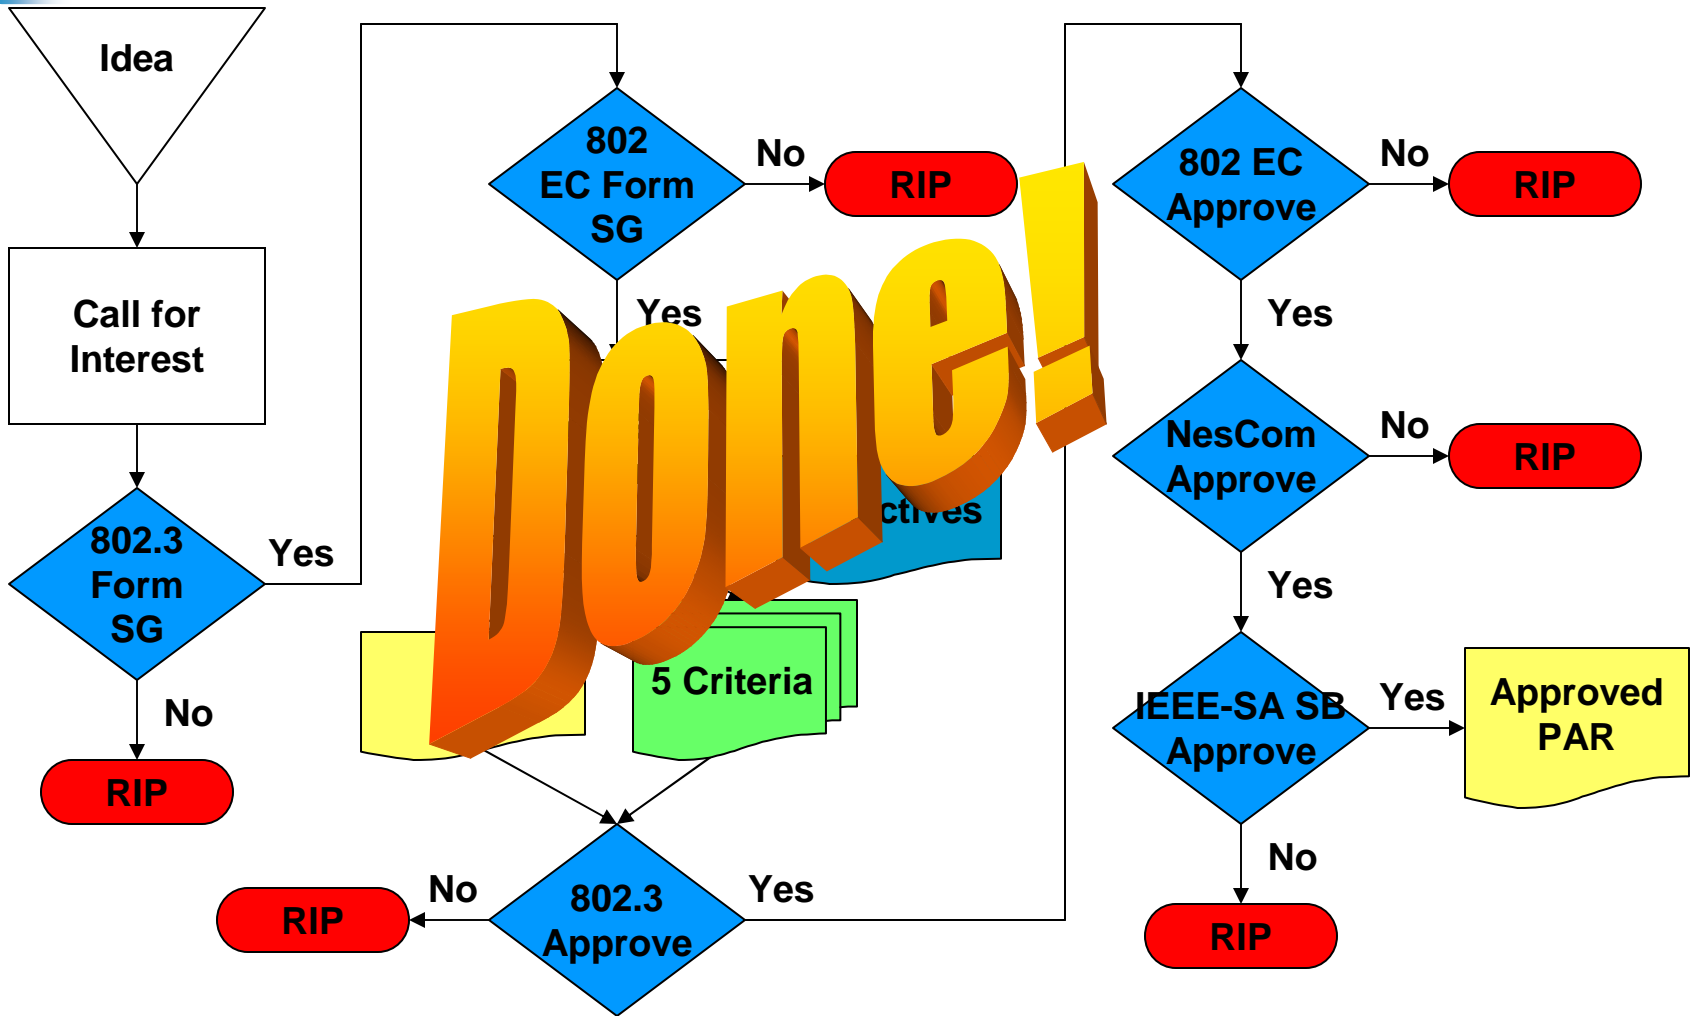 Idea
Call for
Interest
802.3
Form
SG
Yes
No
RIP
802
EC Form
SG
No
RIP
Yes
Done!
5 Criteria
802.3
Approve
No
RIP
Yes
802 EC
Approve
No
RIP
Yes
NesCom
Approve
No
RIP
Yes
IEEE-SA SB
Approve
Yes
Approved
PAR
No
RIP